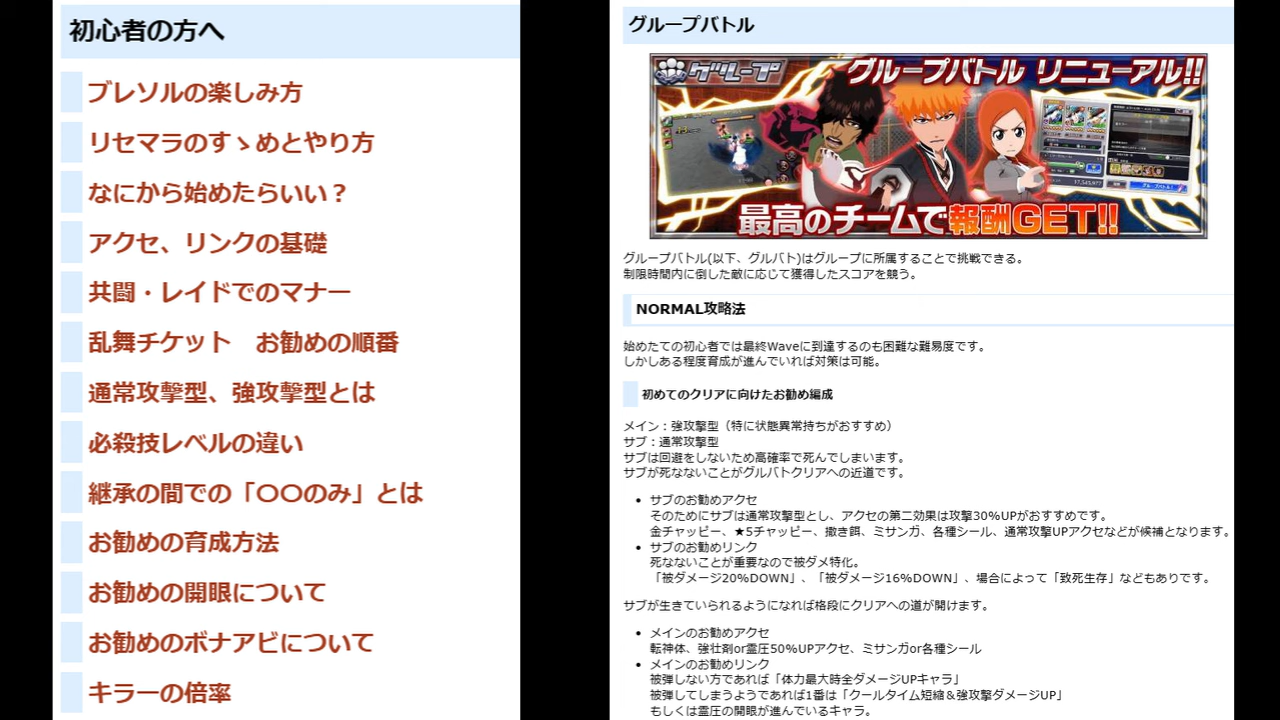 初心者の方へ
ブレソルの楽しみ方
リセマラのすゝめとやり方
なにから始めたらいい？
アクセ、リンクの基礎
共闘・レイドでのマナー
乱舞チケット　お勧めの順番
通常攻撃型、強攻撃型とは
必殺技レベルの違い
継承の間での「〇〇のみ」とは
お勧めの育成方法
お勧めの開眼について
お勧めのボナアビについて
キラーの倍率
グループバトル
グループ
グループバトル リニューアル!!
最高のチームで報酬GET!!
グループバトル(以下、グルバト)はグループに所属することで挑戦できる。
制限時間内に倒した敵に応じて獲得したスコアを競う。
NORMAL攻略法
始めたての初心者では最終Waveに到達するのも困難な難易度です。
しかしある程度育成が進んでいれば対策は可能。
初めてのクリアに向けたお勧め編成
メイン：強攻撃型（特に状態異常持ちがおすすめ）
サブ：通常攻撃型
サブは回避をしないため高確率で死んでしまいます。
サブが死なないことがグルバトクリアへの近道です。
• サブのお勧めアクセ
そのためにサブは通常攻撃型とし、アクセの第二効果は攻撃30%UPがおすすめです。
金チャッピー、★5チャッピー、撒き餌、ミサンガ、各種シール、通常攻撃UPアクセなどが候補となります。
• サブのお勧めリンク
死なないことが重要なので被ダメ特化。
「被ダメージ20%DOWN」、「被ダメージ16%DOWN」、場合によって「致死生存」などもありです。
サブが生きていられるようになれば格段にクリアへの道が開けます。
• メインのお勧めアクセ
転神体、強壮剤or霊圧50%UPアクセ、ミサンガor各種シール
• メインのお勧めリンク
被弾しない方であれば「体力最大時全ダメージUPキャラ」
被弾してしまうようであれば1番は「クールタイム短縮＆強攻撃ダメージUP」
もしくは霊圧の開眼が進んでいるキャラ。